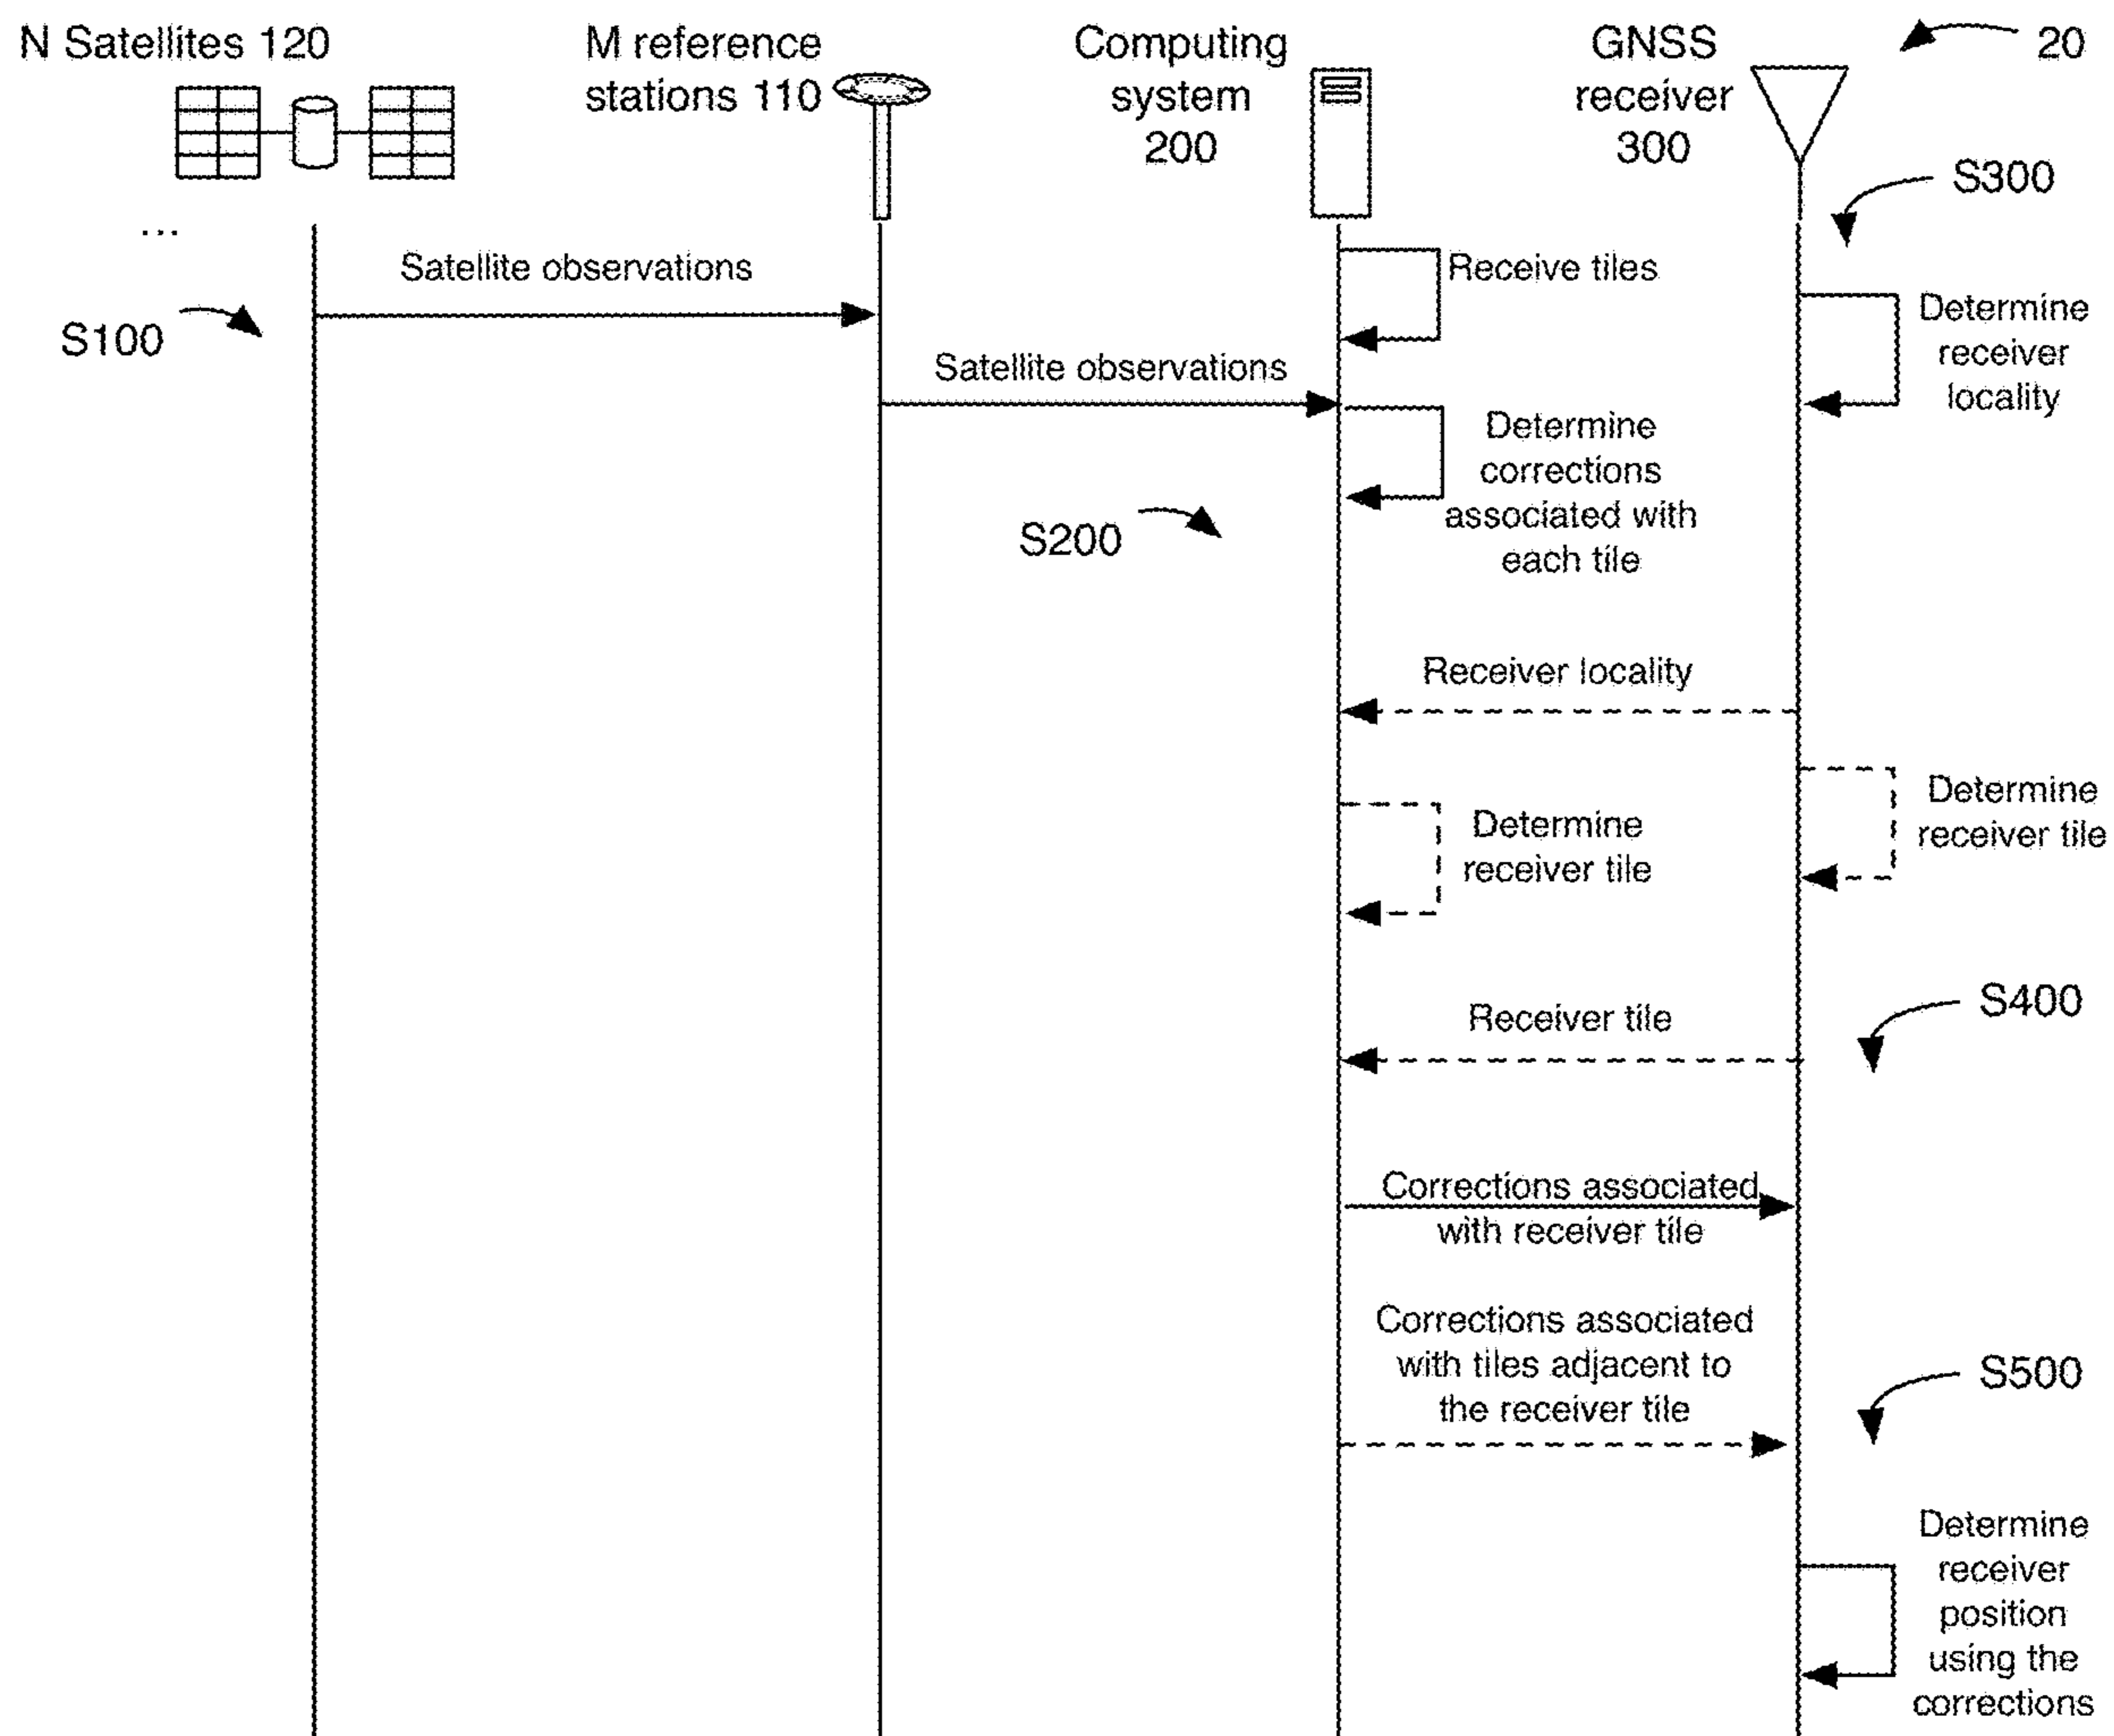 N Satellites 120
M reference
stations 110
Computing
system
200
GNSS
receiver
300
20
S300
...
Satellite observations
S100
Receive tiles
Determine
receiver
locality
Satellite observations
Determine
corrections
associated with
each tile
S200
Receiver locality
Determine
receiver tile
Determine
receiver tile
S400
Receiver tile
Corrections associated
with receiver tile
Corrections associated
with tiles adjacent to
the receiver tile
S500
Determine
receiver
position
using the
corrections